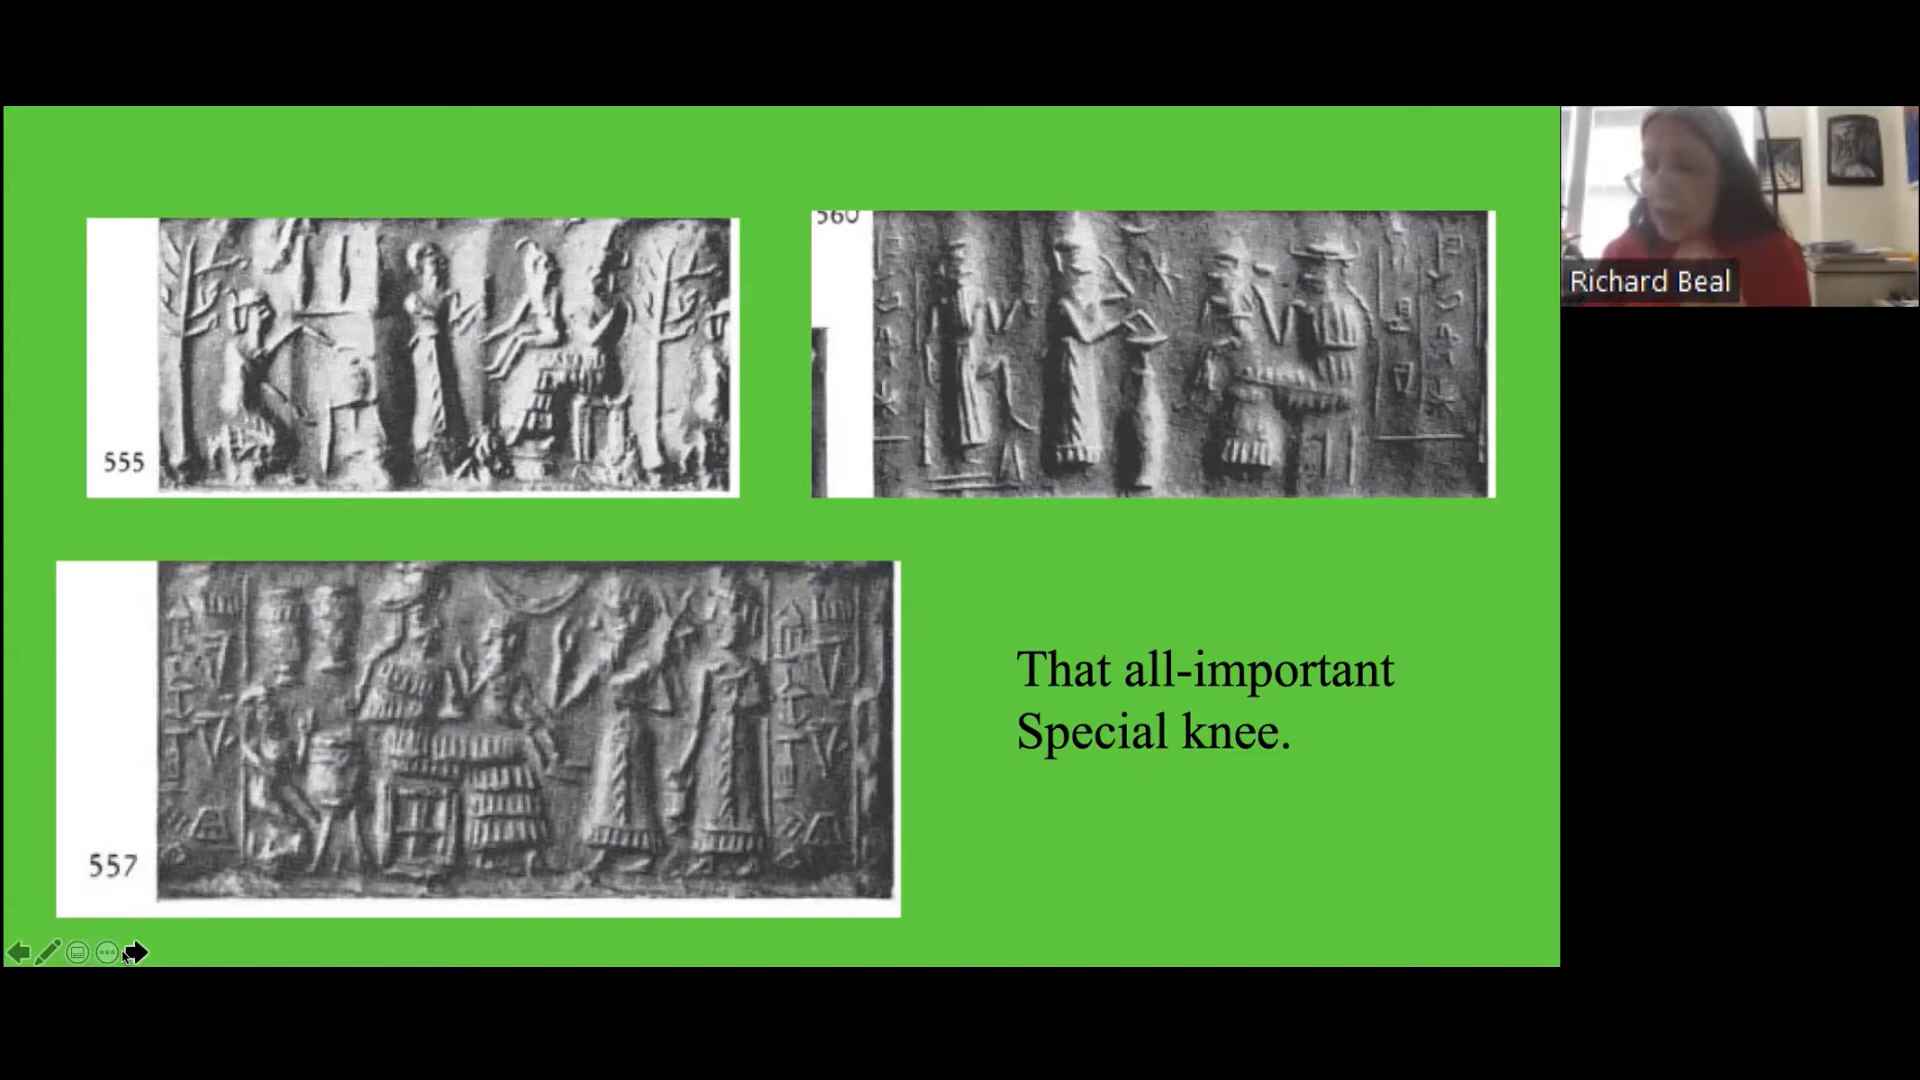 555
560
557
That all-important
Special knee.
Richard Beal